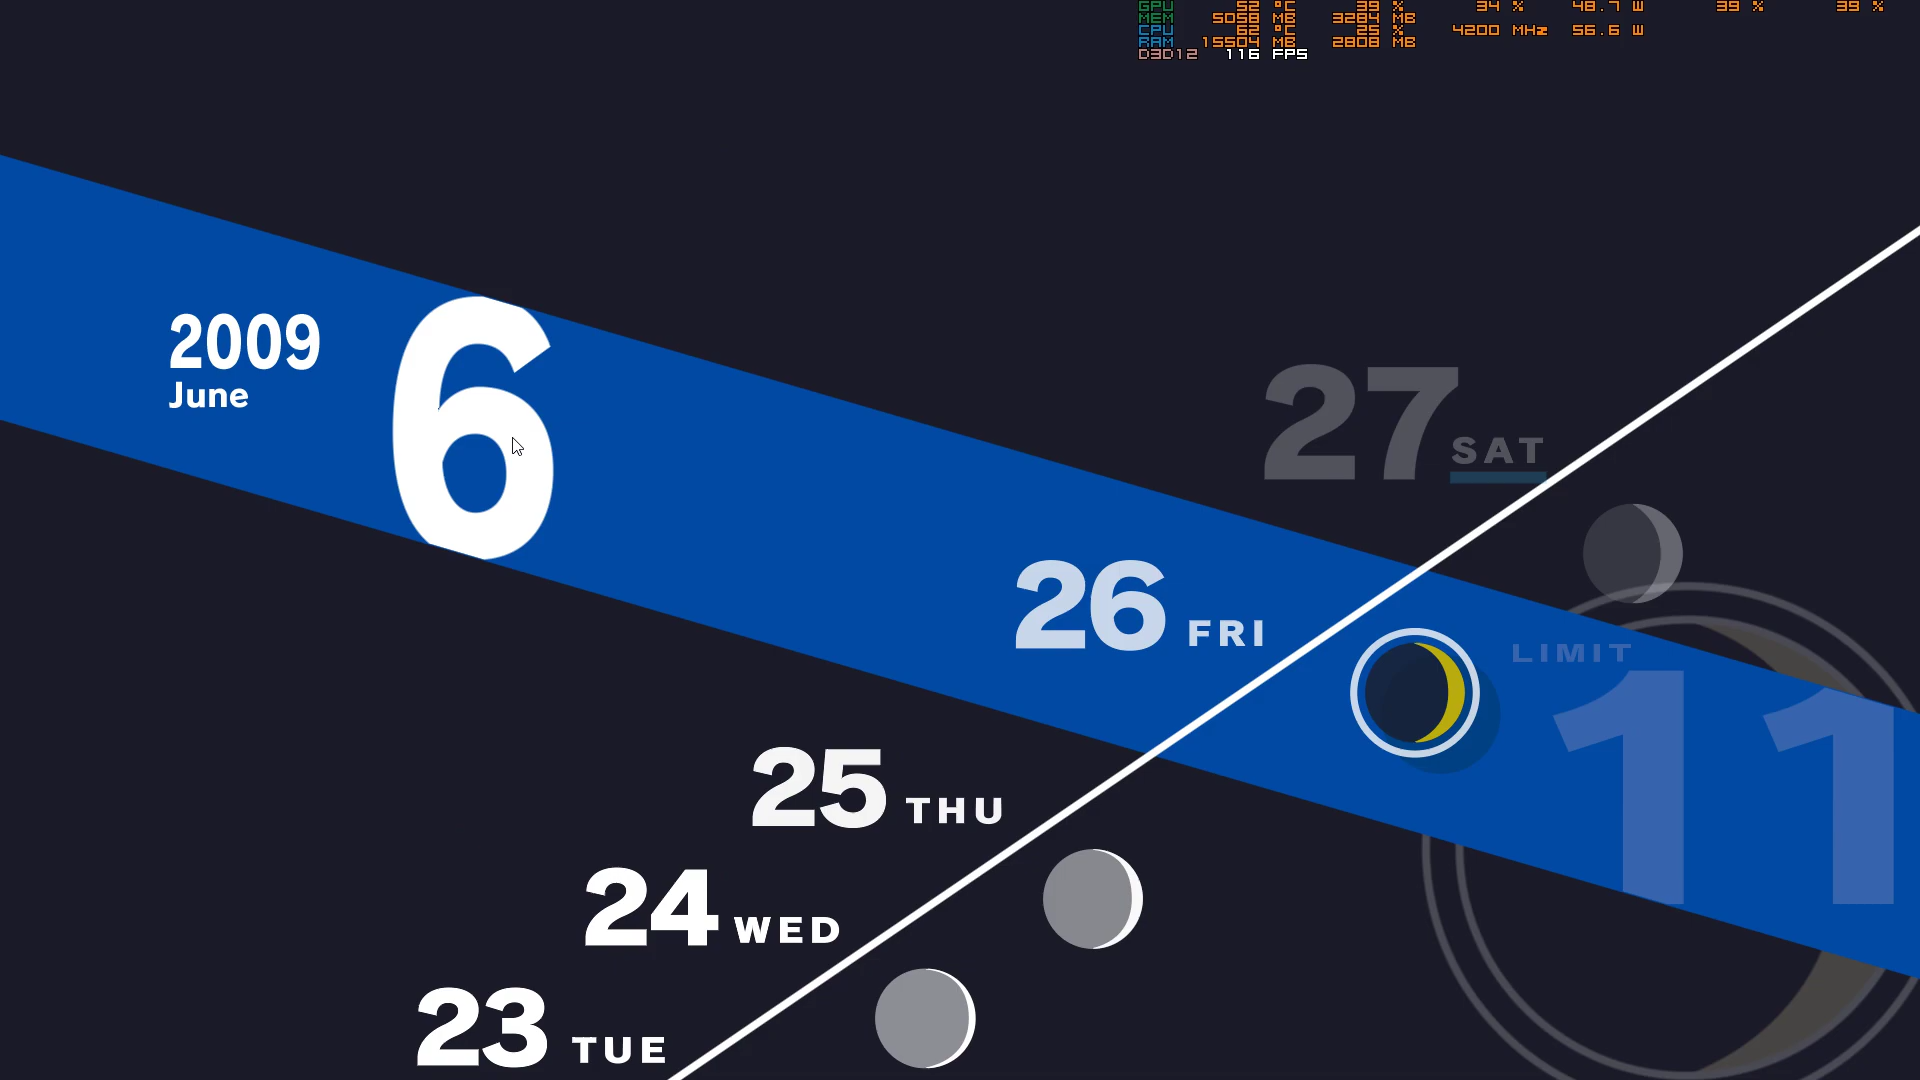 GPU 52 °C 39 % 34 % 48.7 W 39 % 39 %
MEM 5058 MB 3284 MB
CPU 62 °C 25 % 4200 MHz 56.6 W
RAM 15504 MB 2808 MB
D3D12 116 FPS
2009
June
6
27 SAT
26 FRI
LIMIT
11
25 THU
24 WED
23 TUE